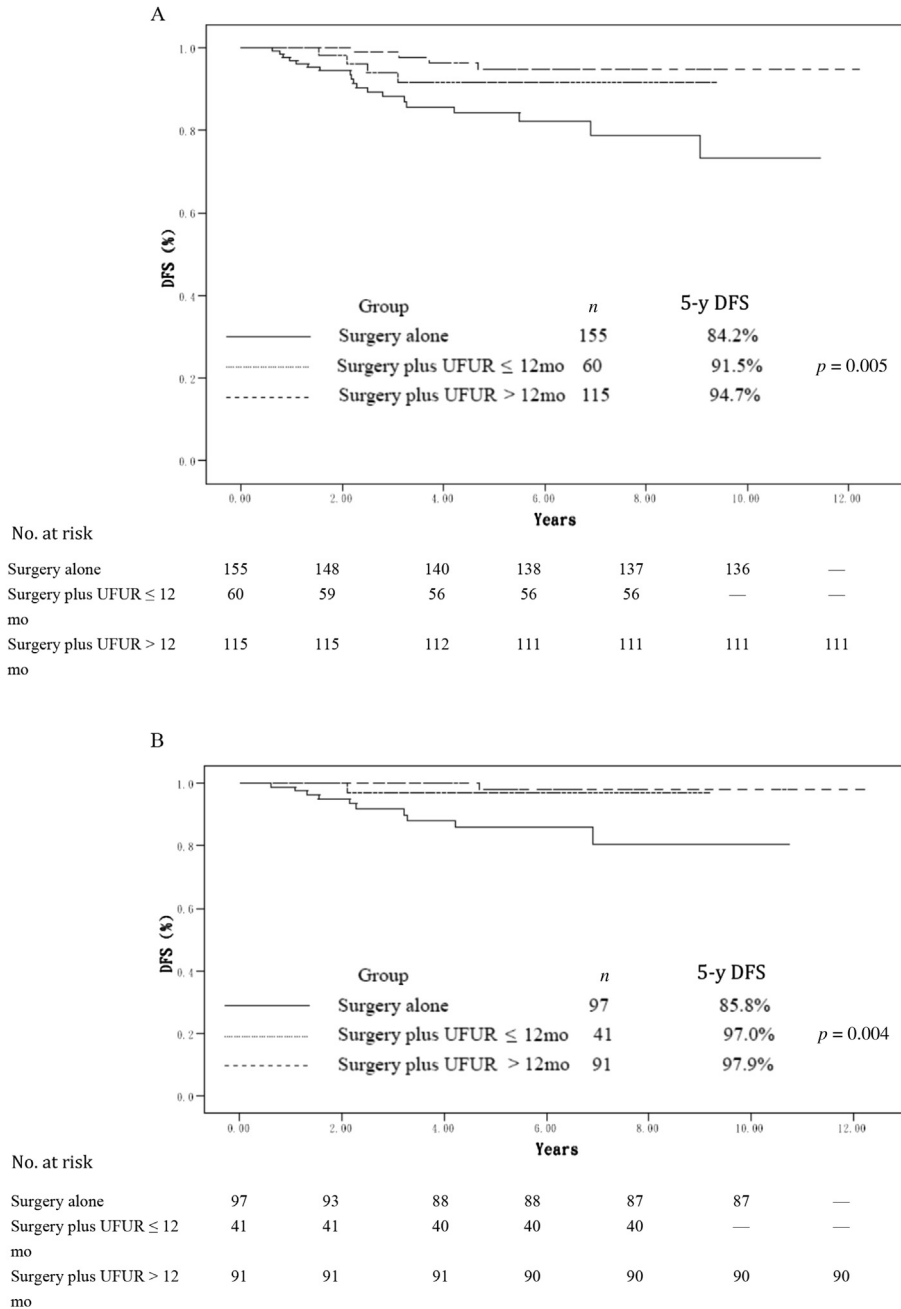 A
1.0
0.8
0.6
0.4
0.2
0.0
DFS (%)
Group n 5-y DFS
Surgery alone 155 84.2%
Surgery plus UFUR ≤ 12mo 60 91.5% p = 0.005
Surgery plus UFUR > 12mo 115 94.7%
0.00 2.00 4.00 6.00 8.00 10.00 12.00
Years
No. at risk
Surgery alone 155 148 140 138 137 136 —
Surgery plus UFUR ≤ 12 60 59 56 56 56 — —
mo
Surgery plus UFUR > 12 115 115 112 111 111 111 111
mo
B
1.0
0.8
0.6
0.4
0.2
0.0
DFS (%)
Group n 5-y DFS
Surgery alone 97 85.8%
Surgery plus UFUR ≤ 12mo 41 97.0% p = 0.004
Surgery plus UFUR > 12mo 91 97.9%
0.00 2.00 4.00 6.00 8.00 10.00 12.00
Years
No. at risk
Surgery alone 97 93 88 88 87 87 —
Surgery plus UFUR ≤ 12 41 41 40 40 40 — —
mo
Surgery plus UFUR > 12 91 91 91 90 90 90 90
mo